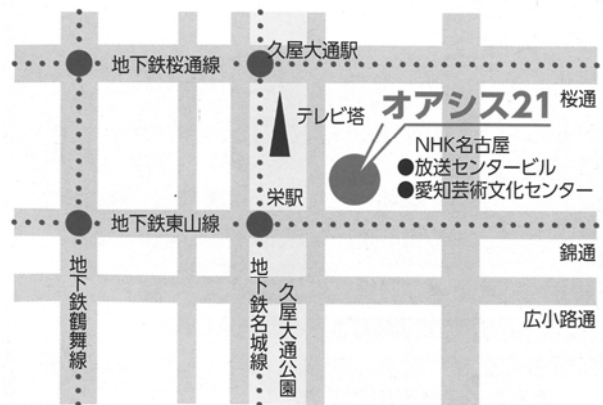 久屋大通駅
地下鉄桜通線
桜通
オアシス21
テレビ塔
NHK名古屋
●放送センタービル
●愛知芸術文化センター
栄駅
地下鉄東山線
錦通
地下鉄鶴舞線
地下鉄名城線
久屋大通公園
広小路通